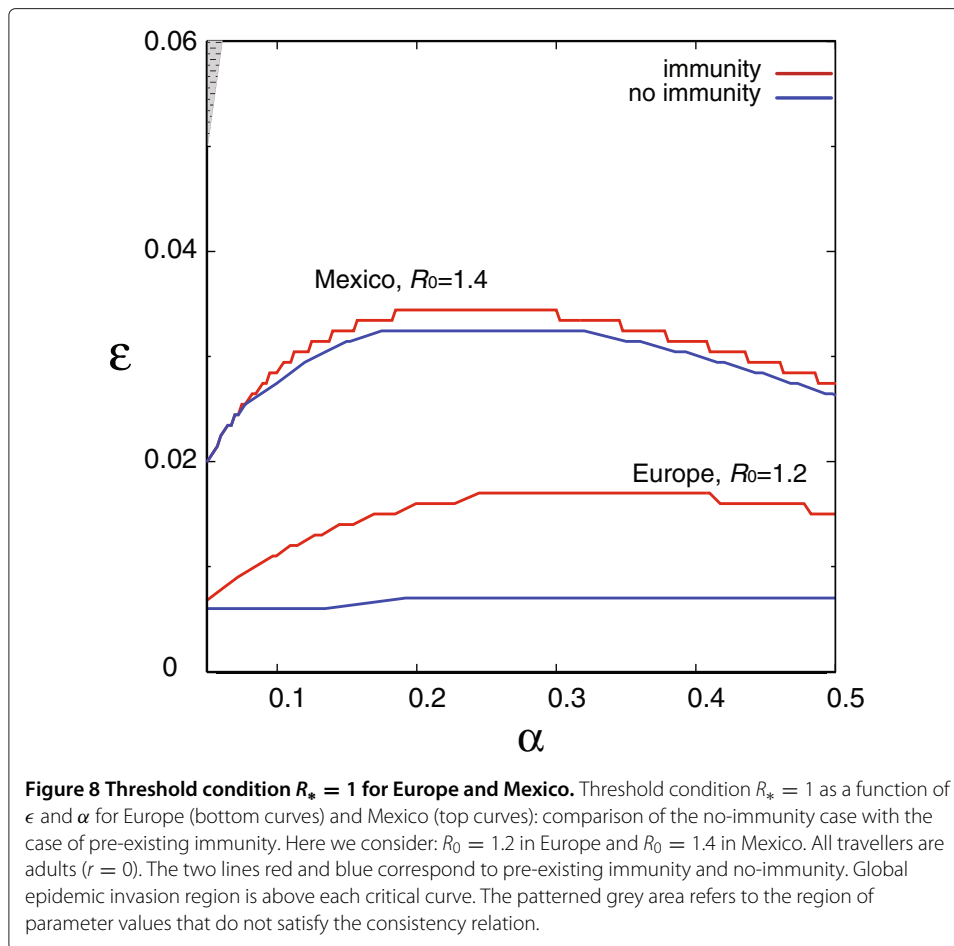 0.06
immunity
no immunity
0.04
Mexico, R0=1.4
ε
0.02
Europe, R0=1.2
0
0.1 0.2 0.3 0.4 0.5
α
Figure 8 Threshold condition R* = 1 for Europe and Mexico. Threshold condition R* = 1 as a function of
ϵ and α for Europe (bottom curves) and Mexico (top curves): comparison of the no-immunity case with the
case of pre-existing immunity. Here we consider: R0 = 1.2 in Europe and R0 = 1.4 in Mexico. All travellers are
adults (r = 0). The two lines red and blue correspond to pre-existing immunity and no-immunity. Global
epidemic invasion region is above each critical curve. The patterned grey area refers to the region of
parameter values that do not satisfy the consistency relation.